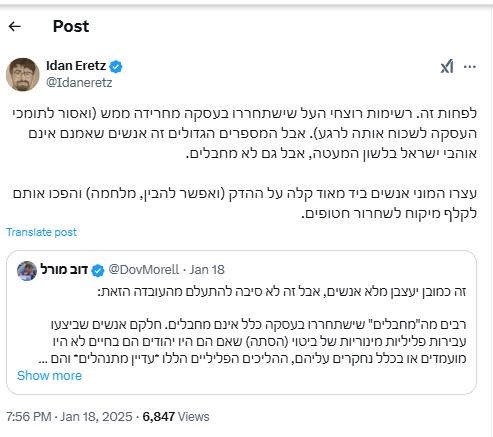 Post
Idan Eretz
@Idaneretz
לפחות זה. רשימות רוצחי העל שישתחררו בעסקה מחרידה ממש (ואסור לתומכי
העסקה לשכוח אותה לרגע). אבל המספרים הגדולים זה אנשים שאמנם אינם
אוהבי ישראל בלשון המעטה, אבל גם לא מחבלים.
עצרו המוני אנשים ביד מאוד קלה על ההדק (ואפשר להבין, מלחמה) והפכו אותם
לקלף מיקוח לשחרור חטופים.
Translate post
דוב מורל @DovMorell · Jan 18
זה כמובן יעצבן מלא אנשים, אבל זה לא סיבה להתעלם מהעובדה הזאת:
רבים מה"מחבלים" שישתחררו בעסקה כלל אינם מחבלים. חלקם אנשים שביצעו
עבירות פליליות מינוריות של ביטוי (הסתה) שאם הם היו יהודים הם בחיים לא היו
מועמדים או בכלל נחקרים עליהם, ההליכים הפליליים הללו *עדיין מתנהלים* והם ...
Show more
7:56 PM · Jan 18, 2025 · 6,847 Views